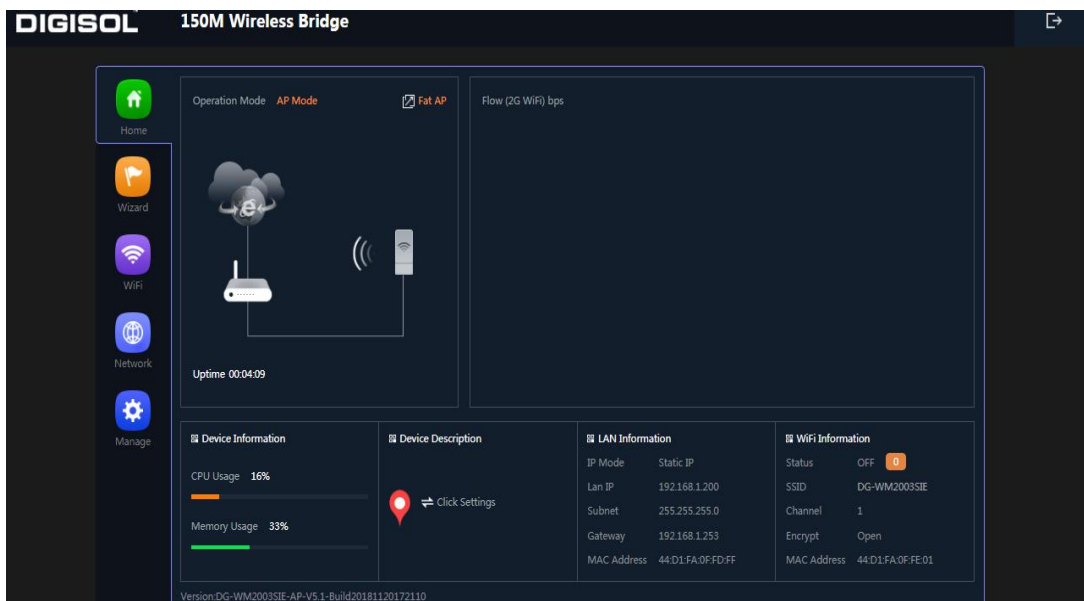 DIGISOL
150M Wireless Bridge
Home
Wizard
WiFi
Network
Manage
Operation Mode AP Mode Fat AP
Uptime 00:04:09
Flow (2G WiFi) bps
Device Information
CPU Usage 16%
Memory Usage 33%
Device Description
Click Settings
LAN Information
IP Mode Static IP
Lan IP 192.168.1.200
Subnet 255.255.255.0
Gateway 192.168.1.253
MAC Address 44:D1:FA:0F:FD:FF
WiFi Information
Status OFF 0
SSID DG-WM2003SIE
Channel 1
Encrypt Open
MAC Address 44:D1:FA:0F:FE:01
Version:DG-WM2003SIE-AP-V5.1-Build20181120172110